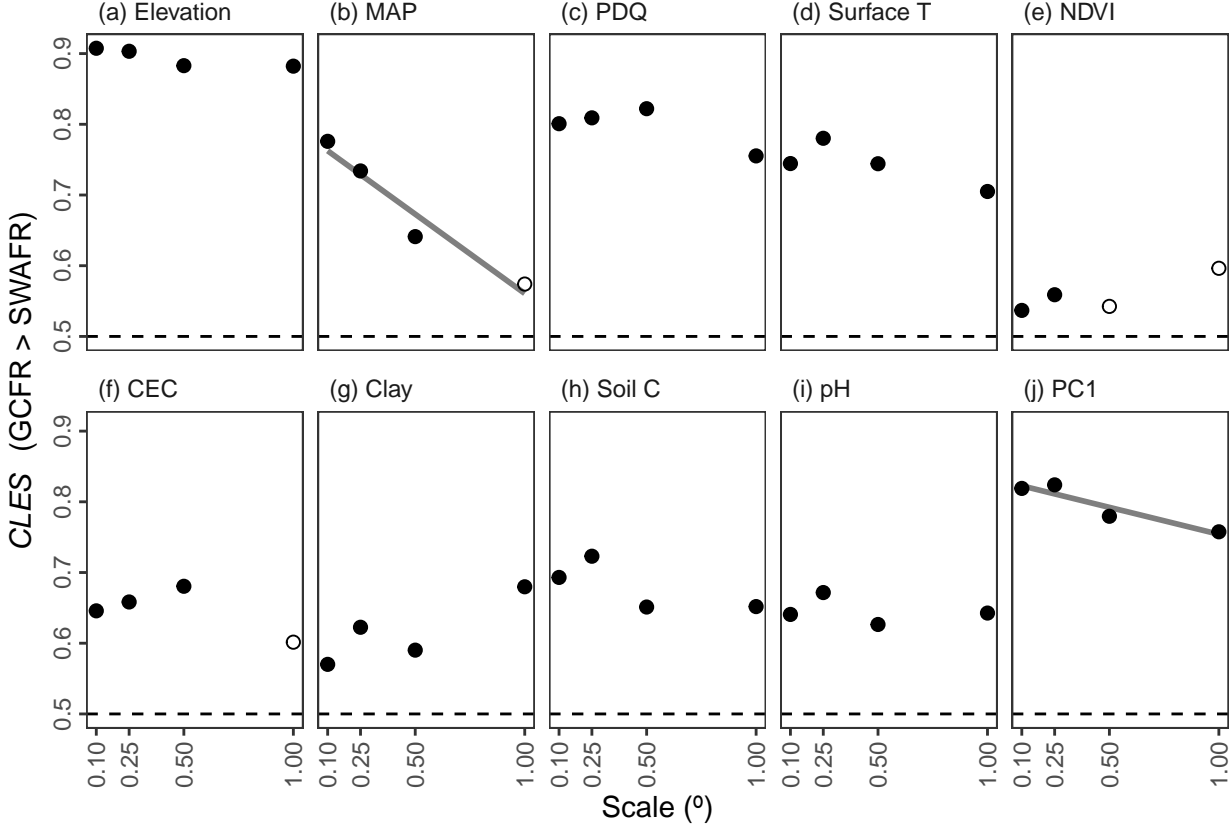 (a) Elevation
(b) MAP
(c) PDQ
(d) Surface T
(e) NDVI
0.9
0.8
0.7
0.6
0.5
CLES (GCFR > SWAFR)
(f) CEC
(g) Clay
(h) Soil C
(i) pH
(j) PC1
0.9
0.8
0.7
0.6
0.5
0.10 0.25 0.50 1.00
0.10 0.25 0.50 1.00
0.10 0.25 0.50 1.00
0.10 0.25 0.50 1.00
0.10 0.25 0.50 1.00
Scale (º)